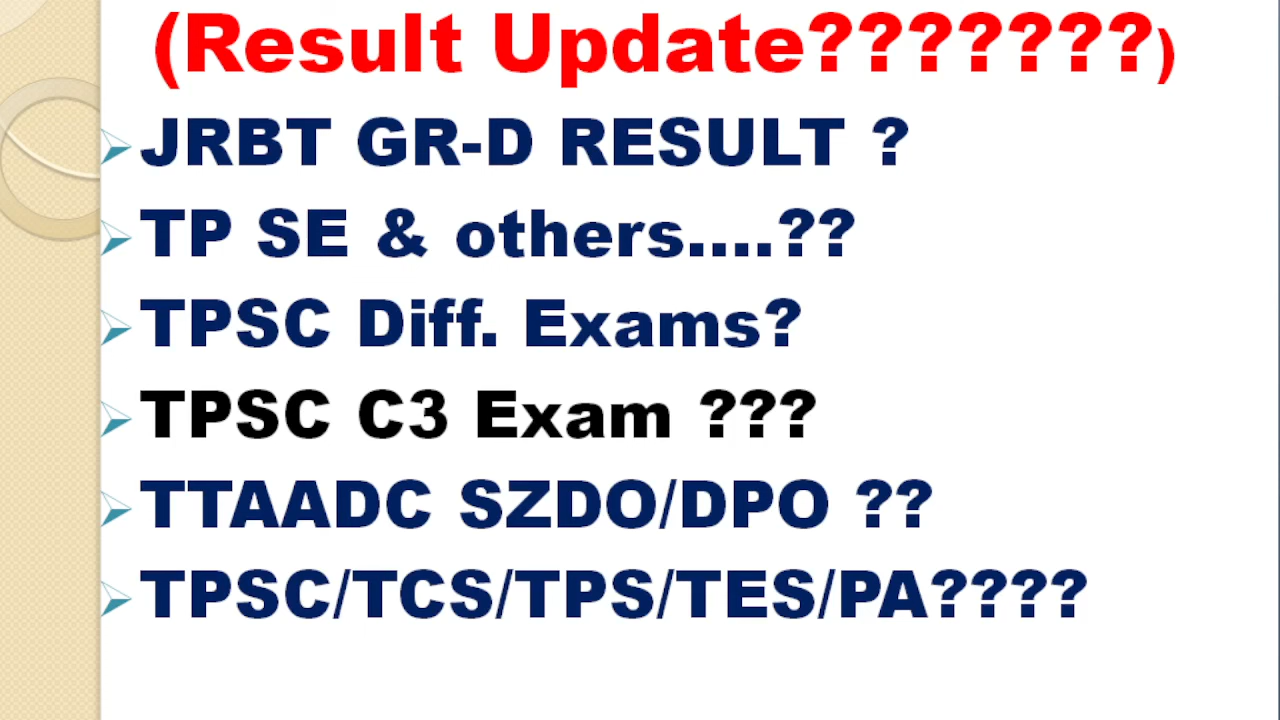 (Result Update???????)
JRBT GR-D RESULT ?
TP SE & others....??
TPSC Diff. Exams?
TPSC C3 Exam ???
TTAADC SZDO/DPO ??
TPSC/TCS/TPS/TES/PA????